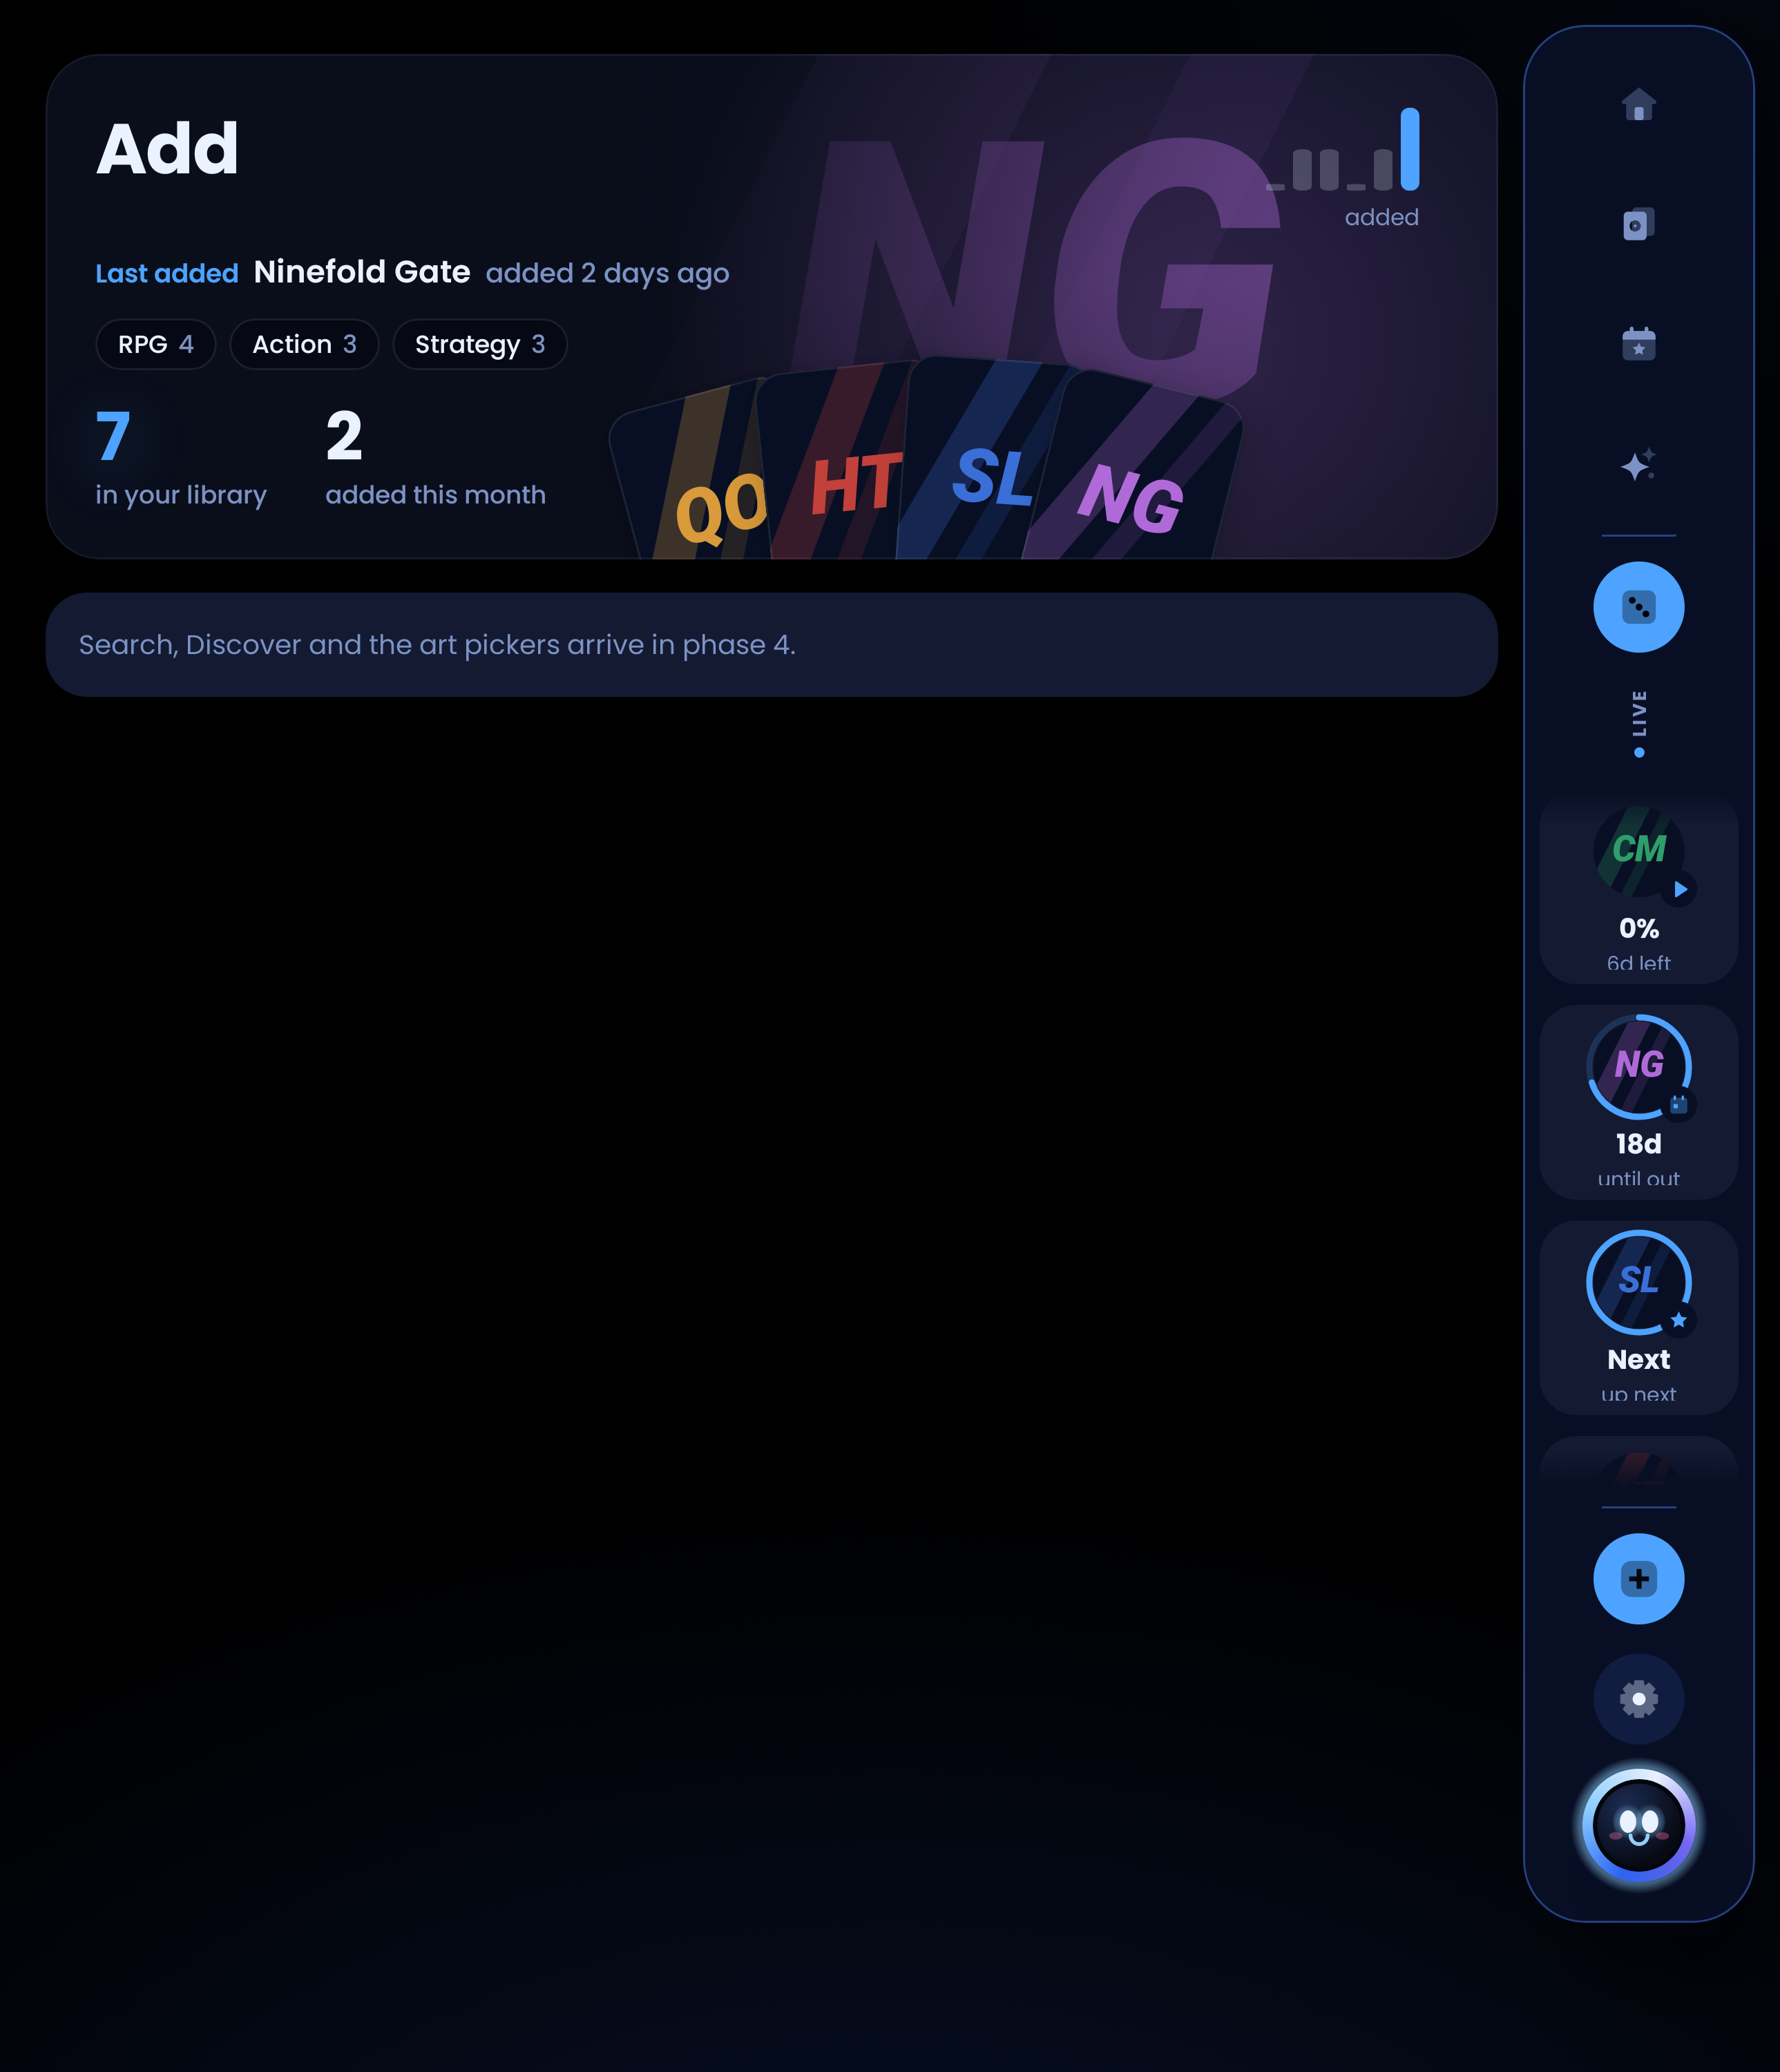 Add
NG
added
Last added Ninefold Gate added 2 days ago
RPG 4 Action 3 Strategy 3
7 2
in your library added this month
QO HT SL NG
Search, Discover and the art pickers arrive in phase 4.
LIVE
CM
0%
6d left
NG
18d
until out
SL
Next
up next